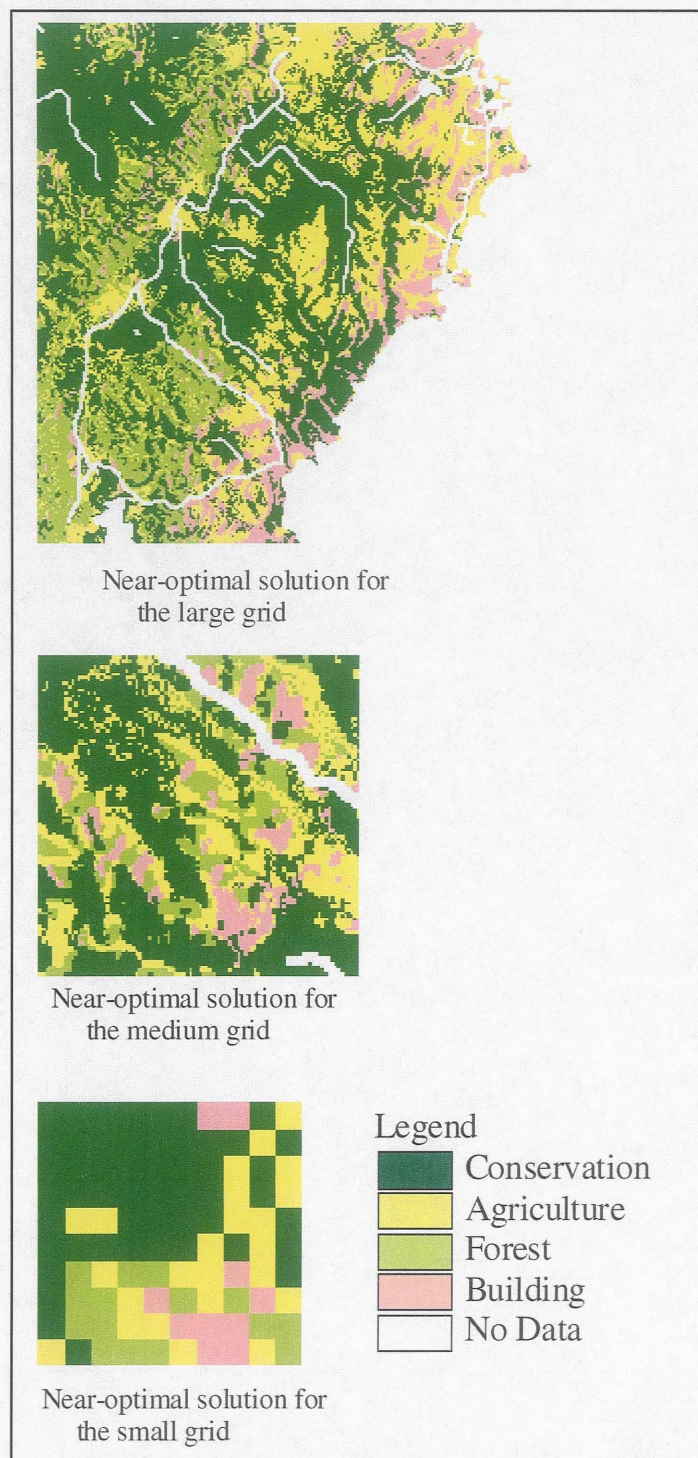 Near-optimal solution for
the large grid
Near-optimal solution for
the medium grid
Legend
Conservation
Agriculture
Forest
Building
No Data
Near-optimal solution for
the small grid